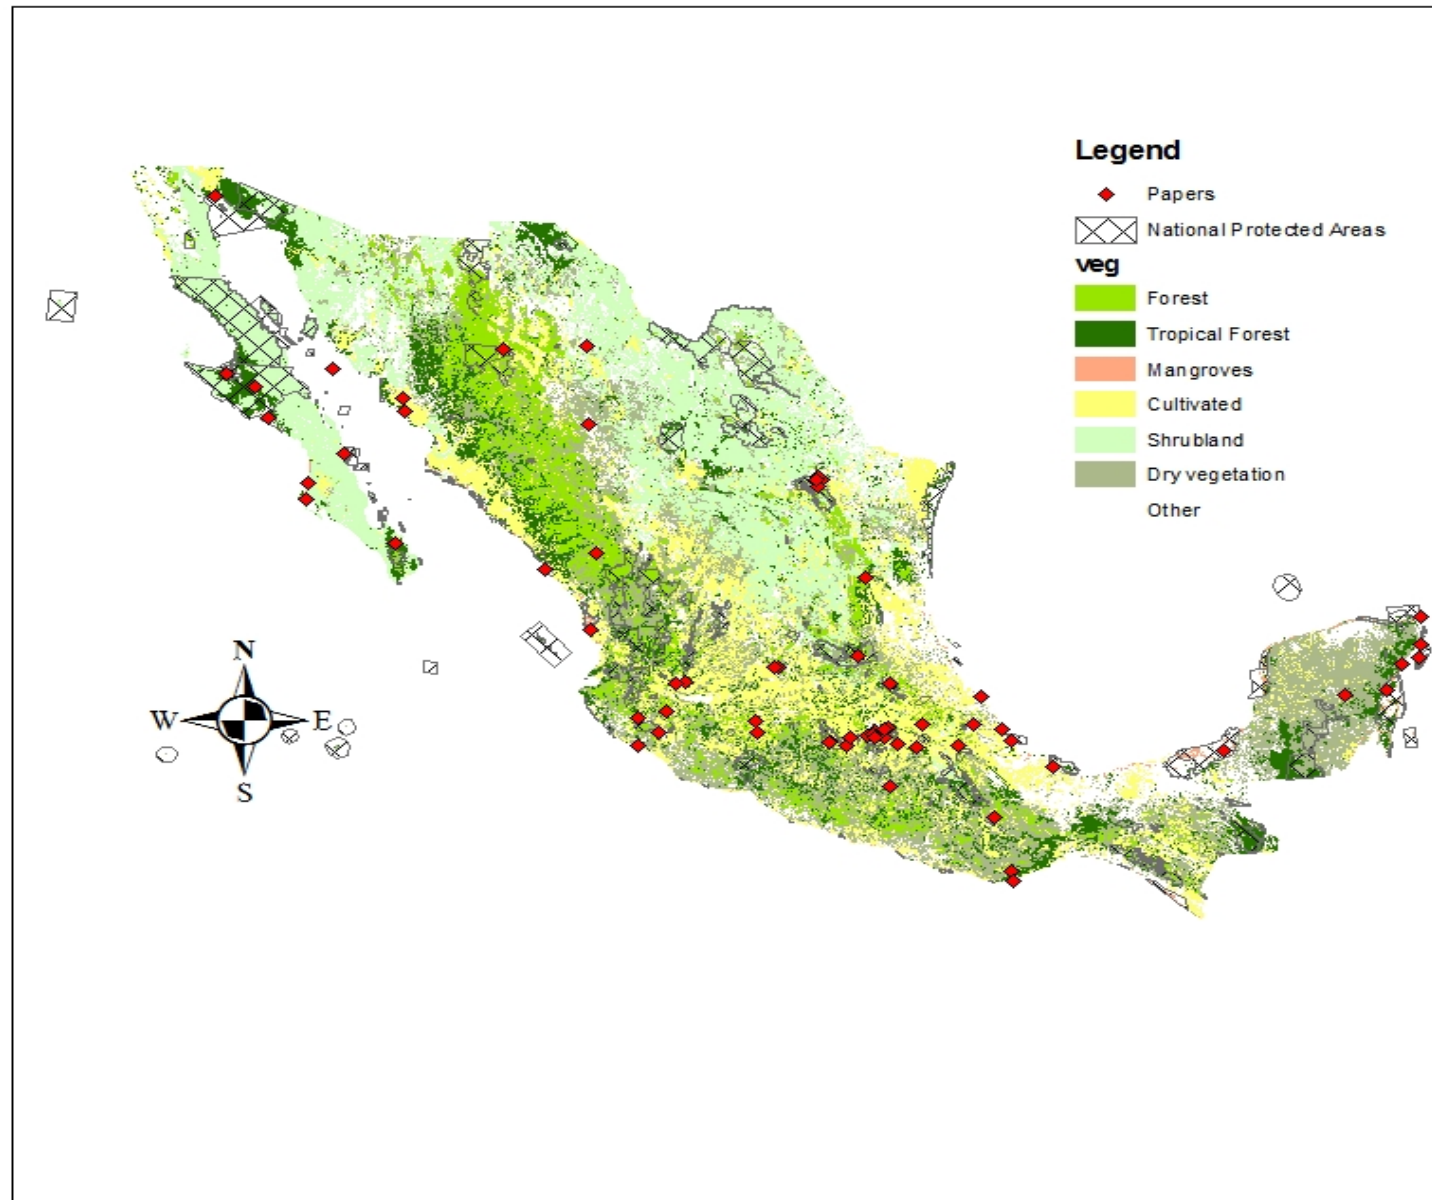 Legend
Papers
National Protected Areas
veg
Forest
Tropical Forest
Mangroves
Cultivated
Shrubland
Dry vegetation
Other
N
W E
S